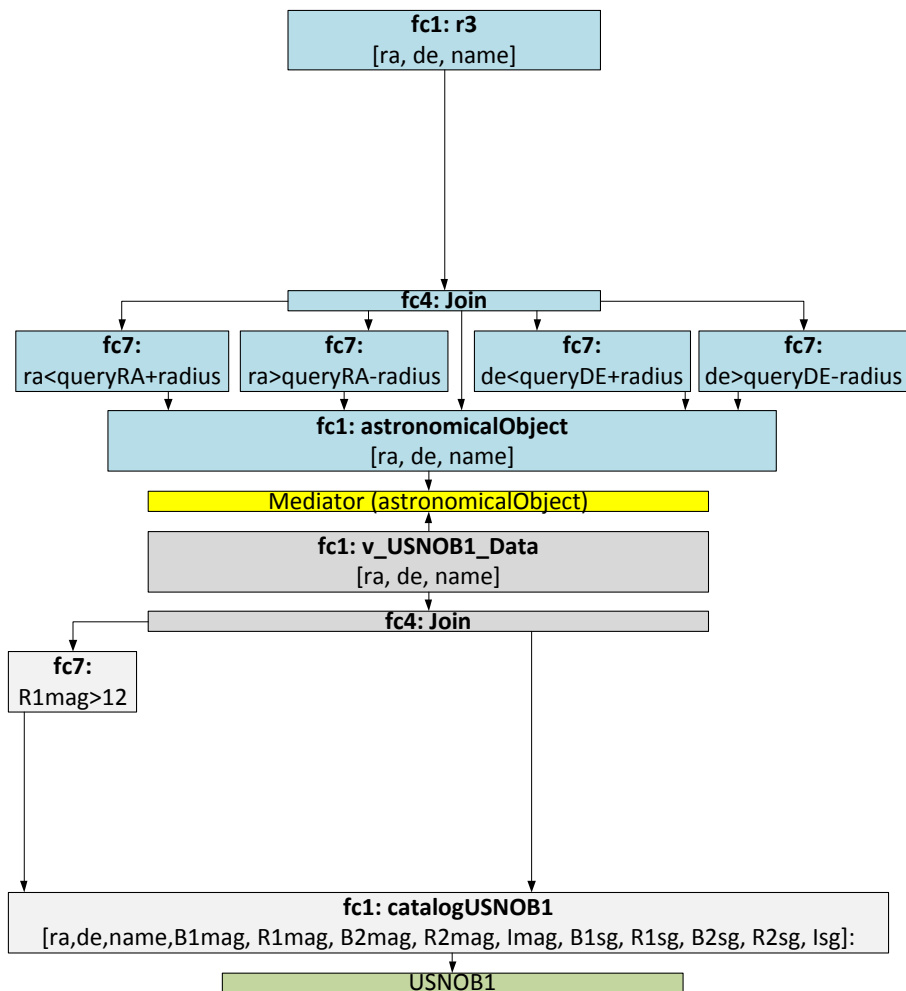 fc1: r3
[ra, de, name]
fc4: Join
fc7:
ra<queryRA+radius
fc7:
ra>queryRA-radius
fc7:
de<queryDE+radius
fc7:
de>queryDE-radius
fc1: astronomicalObject
[ra, de, name]
Mediator (astronomicalObject)
fc1: v_USNOB1_Data
[ra, de, name]
fc4: Join
fc7:
R1mag>12
fc1: catalogUSNOB1
[ra,de,name,B1mag, R1mag, B2mag, R2mag, Imag, B1sg, R1sg, B2sg, R2sg, Isg]:
USNOB1